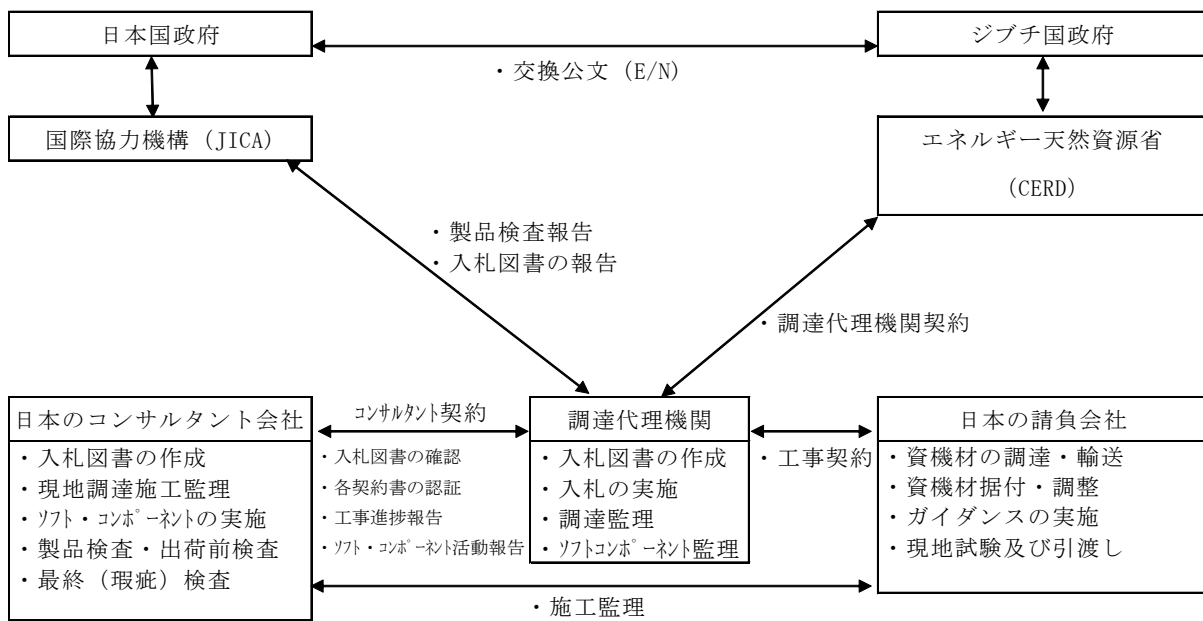 日本国政府
ジブチ国政府
・交換公文 (E/N)
国際協力機構 (JICA)
エネルギー天然資源省
(CERD)
・製品検査報告
・入札図書の報告
・調達代理機関契約
日本のコンサルタント会社
・入札図書の作成
・現地調達施工監理
・ｿﾌﾄ・ｺﾝﾎﾟｰﾈﾝﾄの実施
・製品検査・出荷前検査
・最終（瑕疵）検査
ｺﾝｻﾙﾀﾝﾄ契約
・入札図書の確認
・各契約書の認証
・工事進捗報告
・ｿﾌﾄ・ｺﾝﾎﾟｰﾈﾝﾄ活動報告
調達代理機関
・入札図書の作成
・入札の実施
・調達監理
・ｿﾌﾄｺﾝﾎﾟｰﾈﾝﾄ監理
・工事契約
日本の請負会社
・資機材の調達・輸送
・資機材据付・調整
・ガイダンスの実施
・現地試験及び引渡し
・施工監理